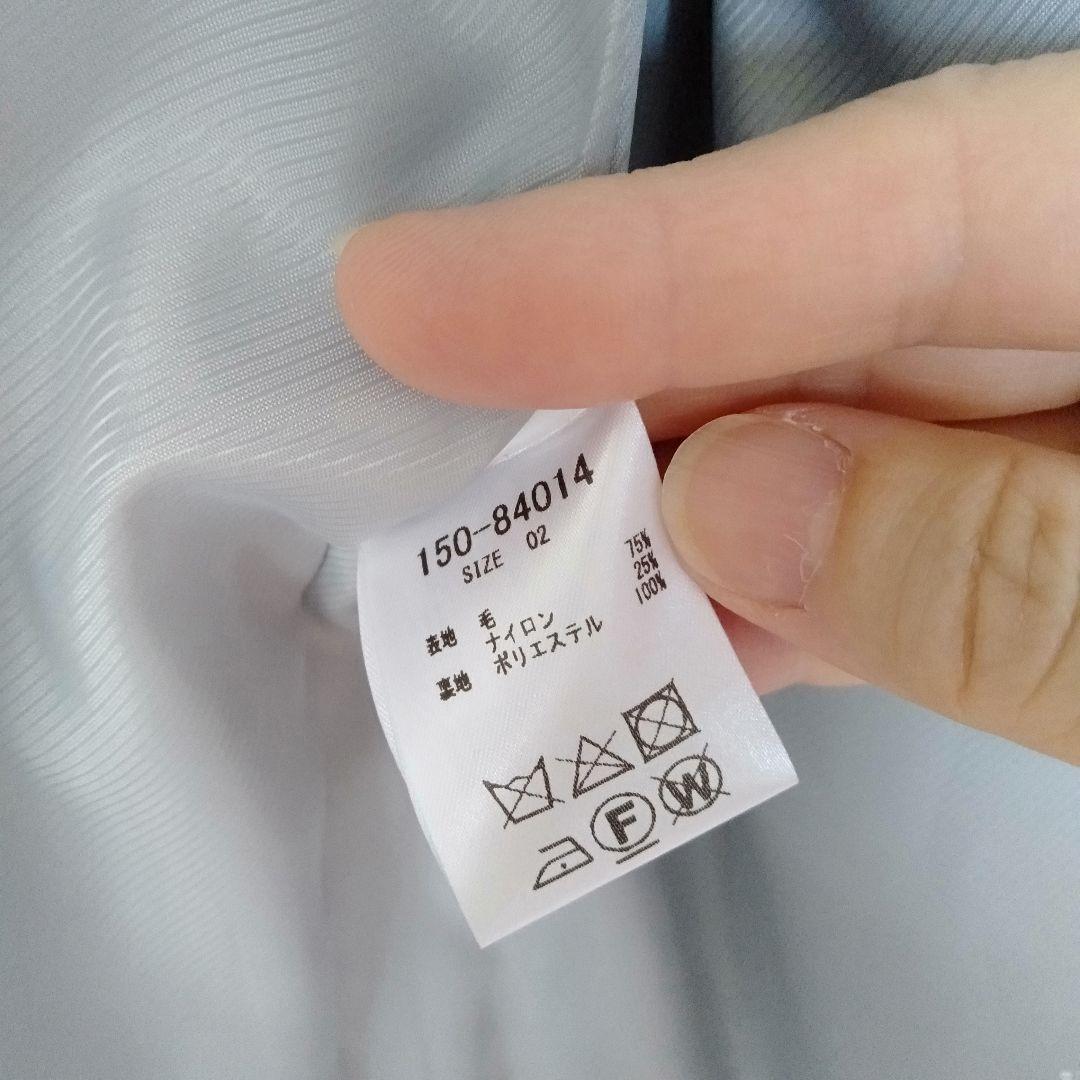 150-84014
SIZE 02
表地 毛 75%
ナイロン 25%
裏地 ポリエステル 100%
F W